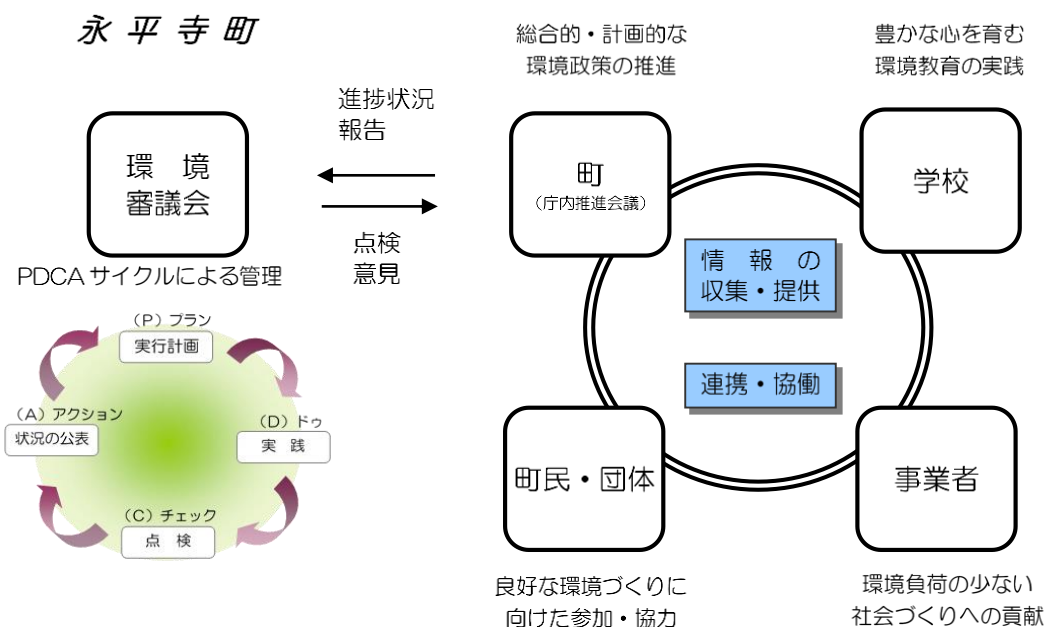 永平寺町
総合的・計画的な
環境政策の推進
豊かな心を育む
環境教育の実践
進捗状況
報告
環　境
審議会
町
（庁内推進会議）
学校
点検
意見
情　報　の
収集・提供
連携・協働
PDCAサイクルによる管理
（P）プラン
実行計画
（A）アクション
状況の公表
（D）ドゥ
実　践
（C）チェック
点　検
町民・団体
事業者
良好な環境づくりに
向けた参加・協力
環境負荷の少ない
社会づくりへの貢献